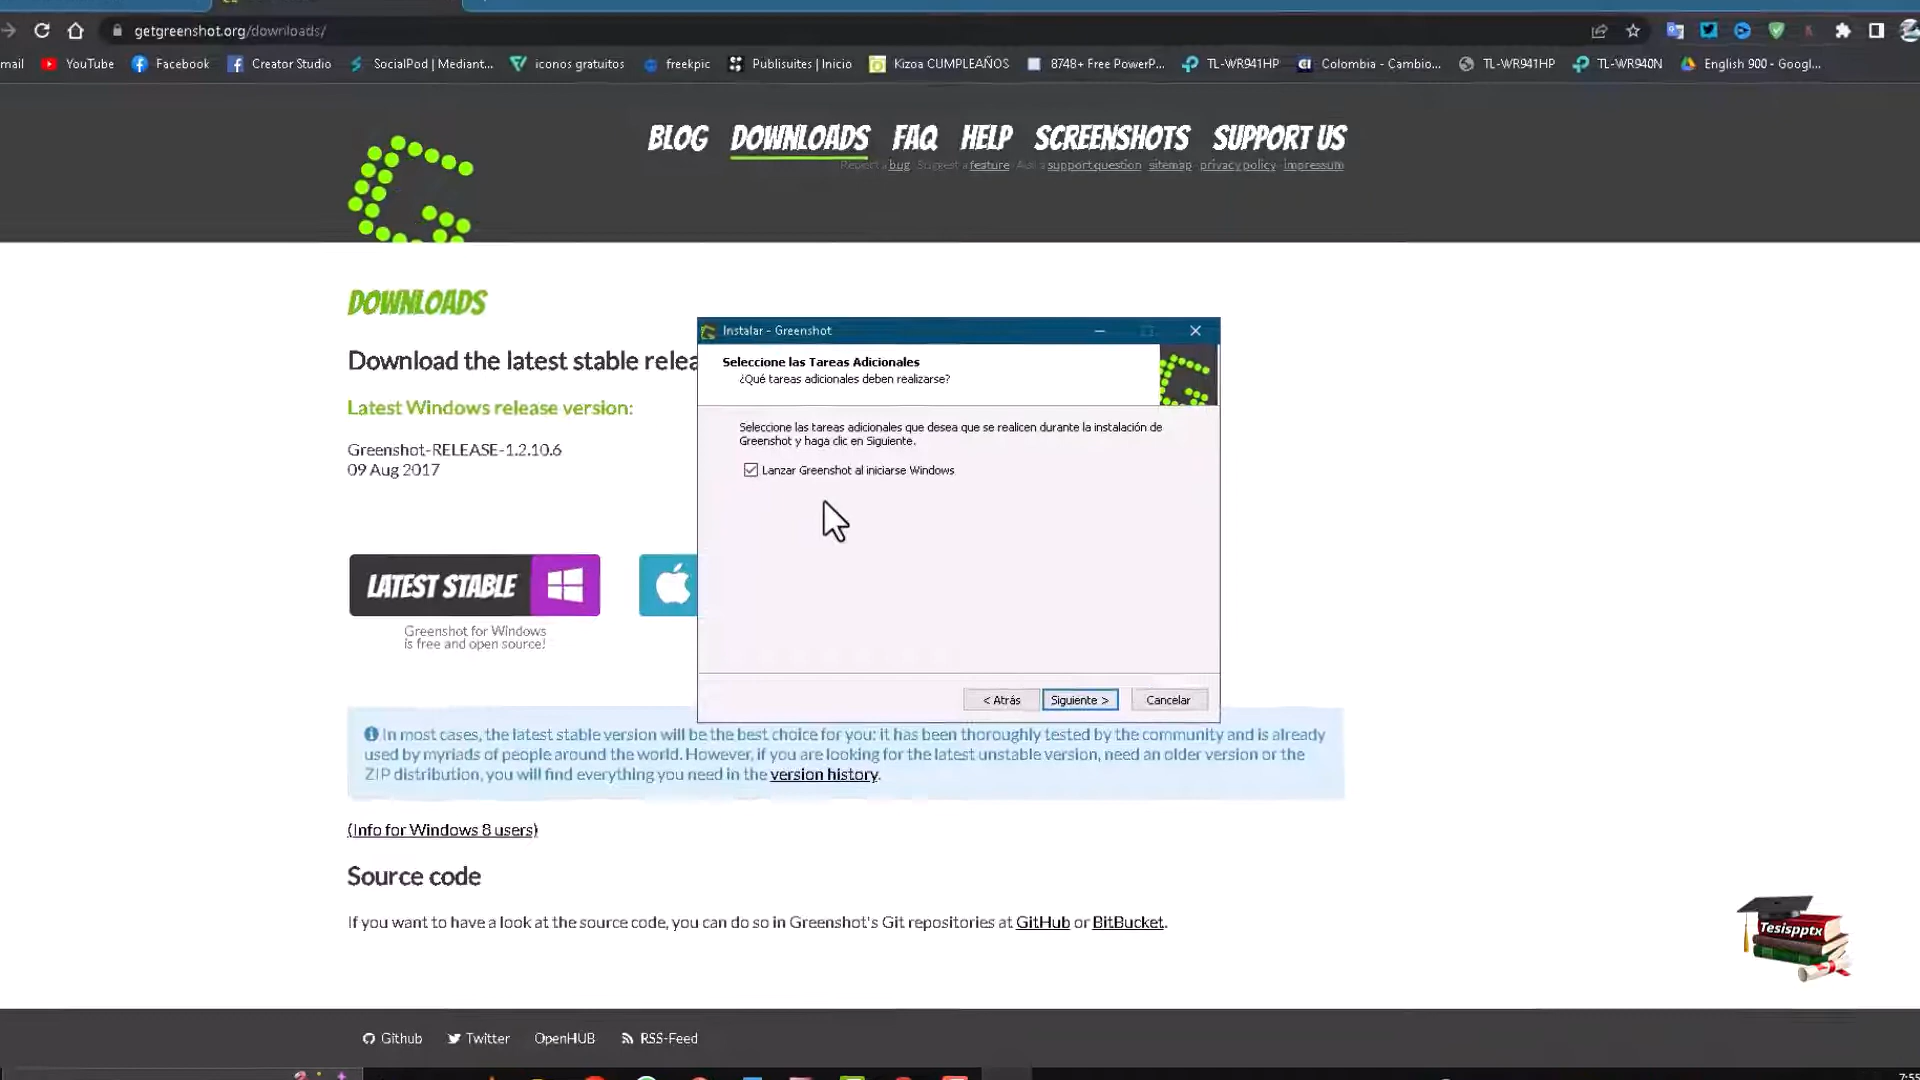 getgreenshot.org/downloads/
mail
YouTube
Facebook
Creator Studio
SocialPod | Mediant...
iconos gratuitos
freekpic
Publisuites | Inicio
Kizoa CUMPLEAÑOS
8748+ Free PowerP...
TL-WR941HP
Colombia - Cambio...
TL-WR941HP
TL-WR940N
English 900 - Googl...
BLOG DOWNLOADS FAQ HELP SCREENSHOTS SUPPORT US
Report a bug Suggest a feature Ask a support question sitemap privacy policy impressum
DOWNLOADS
Download the latest stable relea
Latest Windows release version:
Greenshot-RELEASE-1.2.10.6
09 Aug 2017
LATEST STABLE
Greenshot for Windows
is free and open source!
Instalar - Greenshot
Seleccione las Tareas Adicionales
¿Qué tareas adicionales deben realizarse?
Seleccione las tareas adicionales que desea que se realicen durante la instalación de
Greenshot y haga clic en Siguiente.
Lanzar Greenshot al iniciarse Windows
< Atrás
Siguiente >
Cancelar
In most cases, the latest stable version will be the best choice for you: it has been thoroughly tested by the community and is already
used by myriads of people around the world. However, if you are looking for the latest unstable version, need an older version or the
ZIP distribution, you will find everything you need in the version history.
(Info for Windows 8 users)
Source code
If you want to have a look at the source code, you can do so in Greenshot's Git repositories at GitHub or BitBucket.
Tesispptx
Github
Twitter
OpenHUB
RSS-Feed